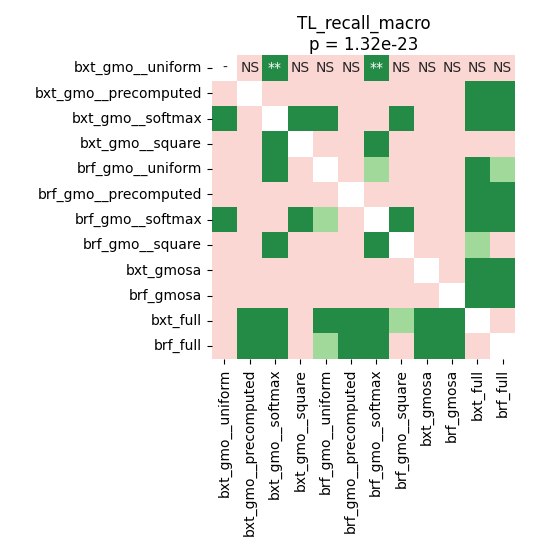 TL_recall_macro
p = 1.32e-23
bxt_gmo__uniform - NS ** NS NS NS ** NS NS NS NS NS
bxt_gmo__precomputed
bxt_gmo__softmax
bxt_gmo__square
brf_gmo__uniform
brf_gmo__precomputed
brf_gmo__softmax
brf_gmo__square
bxt_gmosa
brf_gmosa
bxt_full
brf_full
bxt_gmo__uniform
bxt_gmo__precomputed
bxt_gmo__softmax
bxt_gmo__square
brf_gmo__uniform
brf_gmo__precomputed
brf_gmo__softmax
brf_gmo__square
bxt_gmosa
brf_gmosa
bxt_full
brf_full